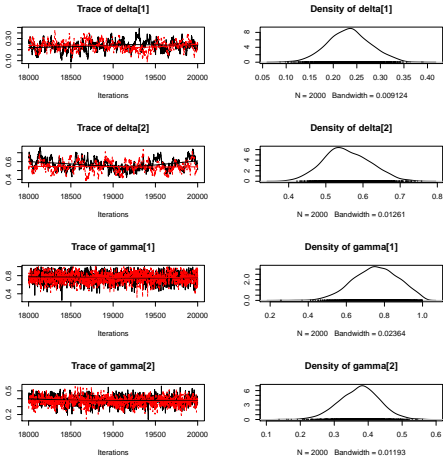 Trace of delta[1]
0.10 0.30
18000 18500 19000 19500 20000
Iterations
Density of delta[1]
0 4 8
0.05 0.10 0.15 0.20 0.25 0.30 0.35 0.40
N = 2000 Bandwidth = 0.009124
Trace of delta[2]
0.4 0.6
18000 18500 19000 19500 20000
Iterations
Density of delta[2]
0 2 4 6
0.4 0.5 0.6 0.7 0.8
N = 2000 Bandwidth = 0.01261
Trace of gamma[1]
0.4 0.8
18000 18500 19000 19500 20000
Iterations
Density of gamma[1]
0.0 2.0
0.2 0.4 0.6 0.8 1.0
N = 2000 Bandwidth = 0.02364
Trace of gamma[2]
0.2 0.5
18000 18500 19000 19500 20000
Iterations
Density of gamma[2]
0 3 6
0.1 0.2 0.3 0.4 0.5 0.6
N = 2000 Bandwidth = 0.01193